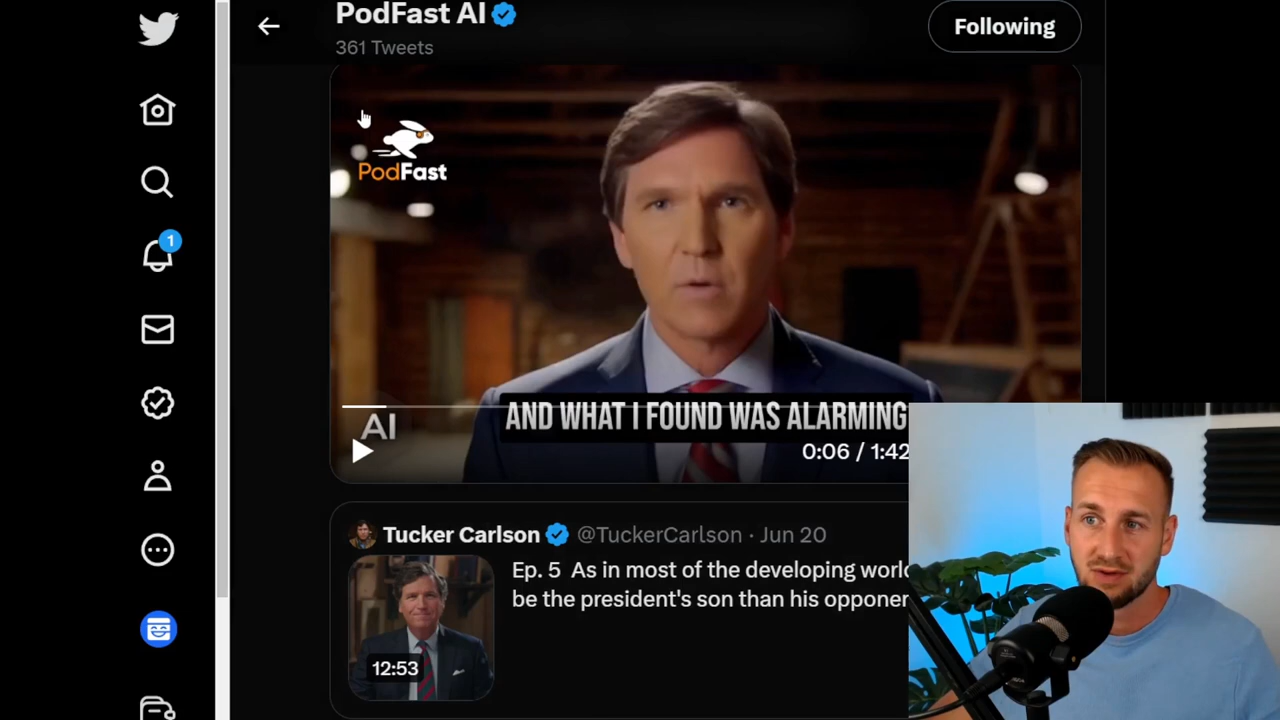 PodFast AI
361 Tweets
Following
1
PodFast
AND WHAT I FOUND WAS ALARMING
AI
0:06 / 1:42
Tucker Carlson @TuckerCarlson · Jun 20
Ep. 5 As in most of the developing world
be the president's son than his opponen
12:53